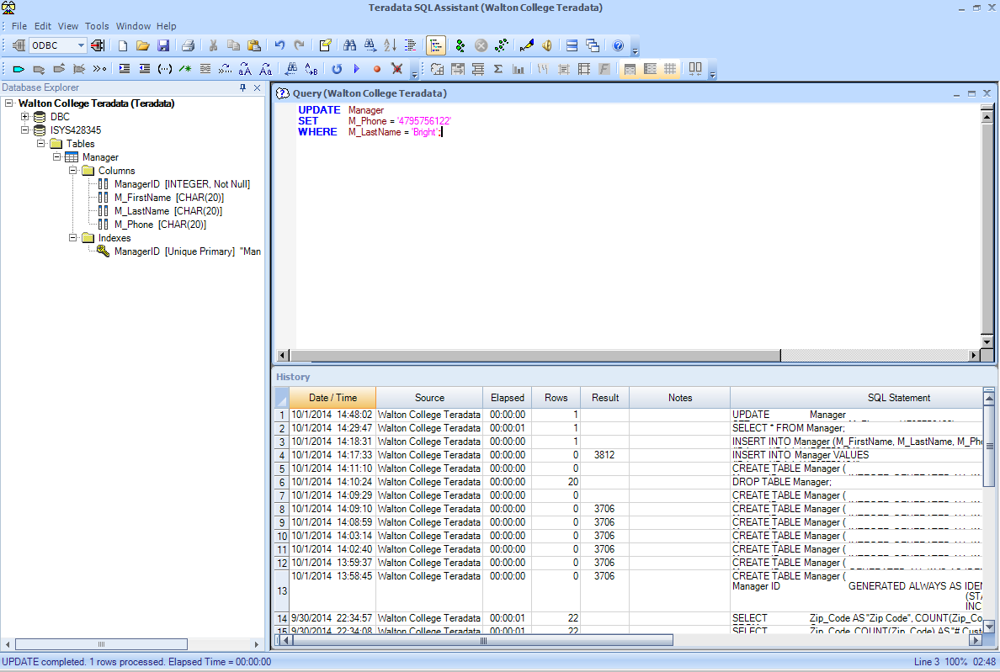 Teradata SQL Assistant (Walton College Teradata)
File Edit View Tools Window Help
ODBC
Database Explorer
Walton College Teradata (Teradata)
DBC
ISYS428345
Tables
Manager
Columns
ManagerID [INTEGER, Not Null]
M_FirstName [CHAR(20)]
M_LastName [CHAR(20)]
M_Phone [CHAR(20)]
Indexes
ManagerID [Unique Primary] "Man
Query (Walton College Teradata)
UPDATE Manager
SET M_Phone = '4795756122'
WHERE M_LastName = 'Bright';
History
Date / Time Source Elapsed Rows Result Notes SQL Statement
1 10/1/2014 14:48:02 Walton College Teradata 00:00:00 1 UPDATE Manager
2 10/1/2014 14:29:47 Walton College Teradata 00:00:01 1 SELECT * FROM Manager;
3 10/1/2014 14:18:31 Walton College Teradata 00:00:00 1 INSERT INTO Manager (M_FirstName, M_LastName, M_Pho
4 10/1/2014 14:17:33 Walton College Teradata 00:00:00 0 3812 INSERT INTO Manager VALUES
5 10/1/2014 14:11:10 Walton College Teradata 00:00:00 0 CREATE TABLE Manager (
6 10/1/2014 14:10:24 Walton College Teradata 00:00:00 20 DROP TABLE Manager;
7 10/1/2014 14:09:29 Walton College Teradata 00:00:00 0 CREATE TABLE Manager (
8 10/1/2014 14:09:10 Walton College Teradata 00:00:00 0 3706 CREATE TABLE Manager (
9 10/1/2014 14:08:59 Walton College Teradata 00:00:00 0 3706 CREATE TABLE Manager (
10 10/1/2014 14:03:14 Walton College Teradata 00:00:00 0 3706 CREATE TABLE Manager (
11 10/1/2014 14:02:40 Walton College Teradata 00:00:00 0 3706 CREATE TABLE Manager (
12 10/1/2014 13:59:37 Walton College Teradata 00:00:00 0 3706 CREATE TABLE Manager (
13 10/1/2014 13:58:45 Walton College Teradata 00:00:00 0 3706 CREATE TABLE Manager (
Manager ID GENERATED ALWAYS AS IDEN
(STA
INC
14 9/30/2014 22:34:57 Walton College Teradata 00:00:01 22 SELECT Zip_Code AS "Zip Code", COUNT(Zip_Co
15 9/30/2014 22:34:08 Walton College Teradata 00:00:01 22 SELECT Zip_Code, COUNT(Zip_Code) AS "# Custo
UPDATE completed. 1 rows processed. Elapsed Time = 00:00:00
Line 3 100% 02:48